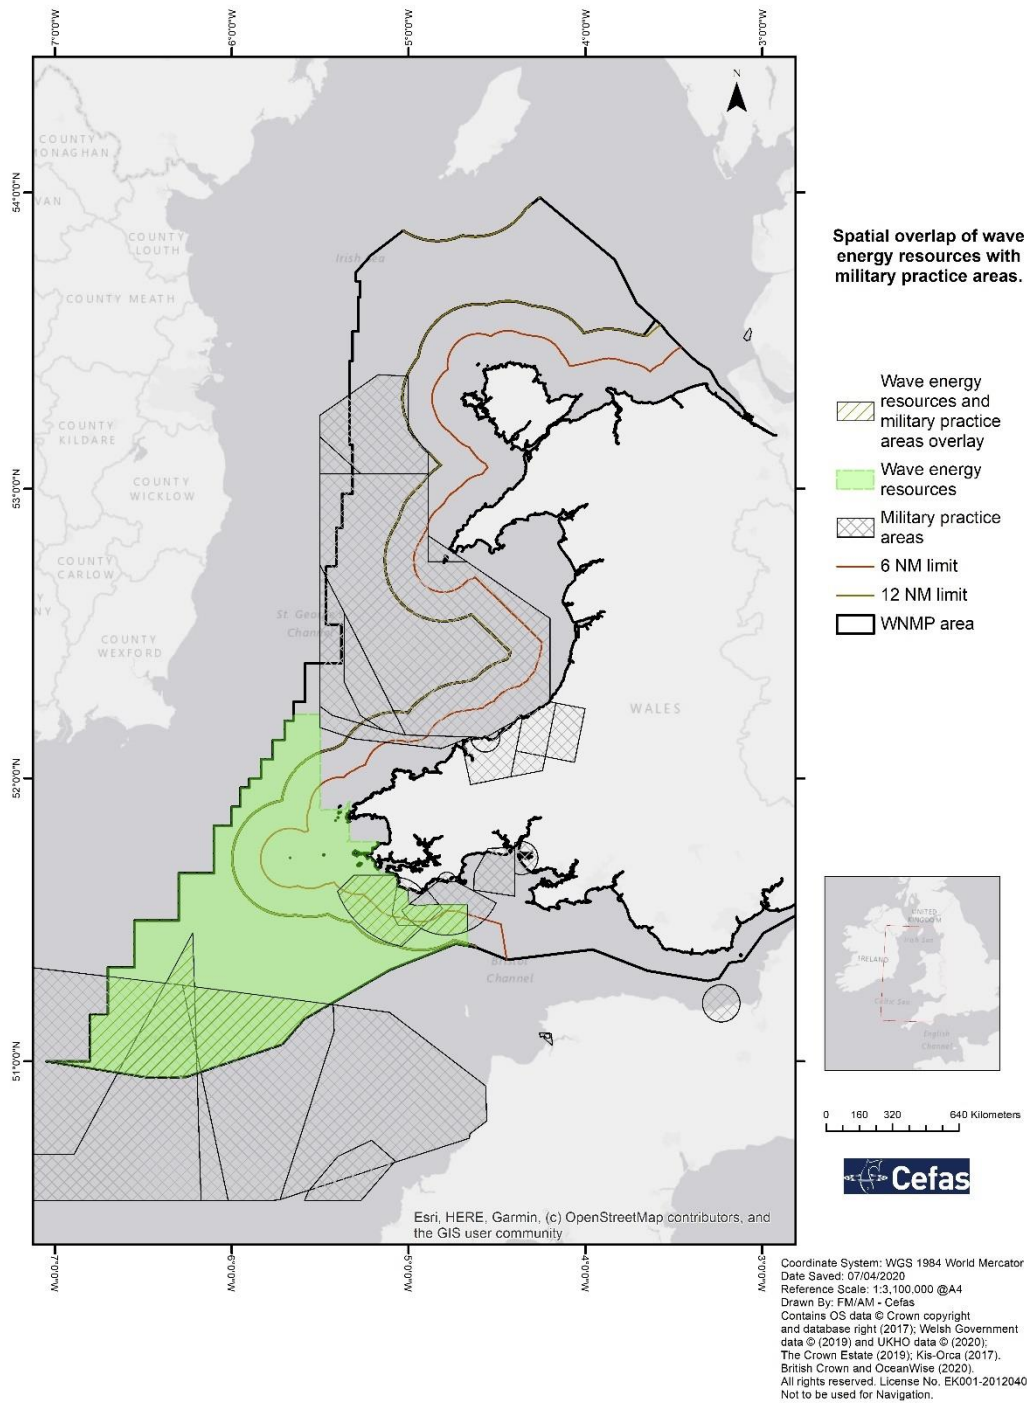 7°0'0"W
6°0'0"W
5°0'0"W
4°0'0"W
3°0'0"W
N
54°0'0"N
53°0'0"N
52°0'0"N
51°0'0"N
COUNTY
MONAGHAN
VAN
COUNTY
LOUTH
COUNTY MEATH
Irish Sea
COUNTY
KILDARE
COUNTY
WICKLOW
COUNTY
CARLOW
NY
COUNTY
WEXFORD
St. George's
Channel
WALES
Bristol
Channel
Esri, HERE, Garmin, (c) OpenStreetMap contributors, and
the GIS user community
7°0'0"W
6°0'0"W
5°0'0"W
4°0'0"W
3°0'0"W
Spatial overlap of wave
energy resources with
military practice areas.
Wave energy
resources and
military practice
areas overlay
Wave energy
resources
Military practice
areas
6 NM limit
12 NM limit
WNMP area
UNITED
KINGDOM
Irish Sea
IRELAND
Celtic Sea
English
Channel
0 160 320 640 Kilometers
Cefas
Coordinate System: WGS 1984 World Mercator
Date Saved: 07/04/2020
Reference Scale: 1:3,100,000 @A4
Drawn By: FM/AM - Cefas
Contains OS data © Crown copyright
and database right (2017); Welsh Government
data © (2019) and UKHO data © (2020);
The Crown Estate (2019); Kis-Orca (2017).
British Crown and OceanWise (2020).
All rights reserved. License No. EK001-2012040
Not to be used for Navigation.